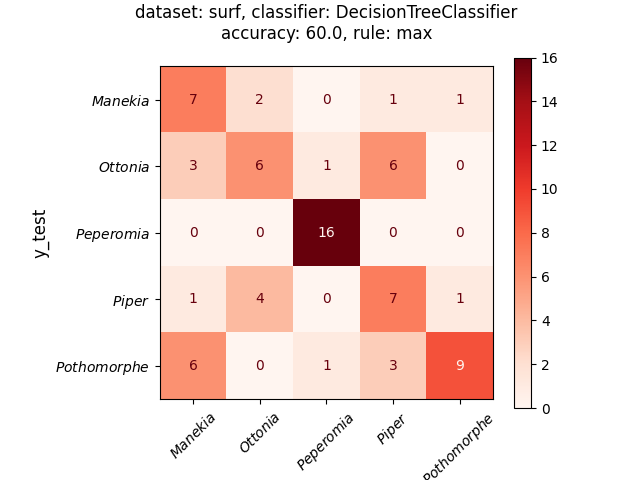 dataset: surf, classifier: DecisionTreeClassifier
accuracy: 60.0, rule: max
y_test
Manekia 7 2 0 1 1
Ottonia 3 6 1 6 0
Peperomia 0 0 16 0 0
Piper 1 4 0 7 1
Pothomorphe 6 0 1 3 9
Manekia Ottonia Peperomia Piper Pothomorphe
16
14
12
10
8
6
4
2
0